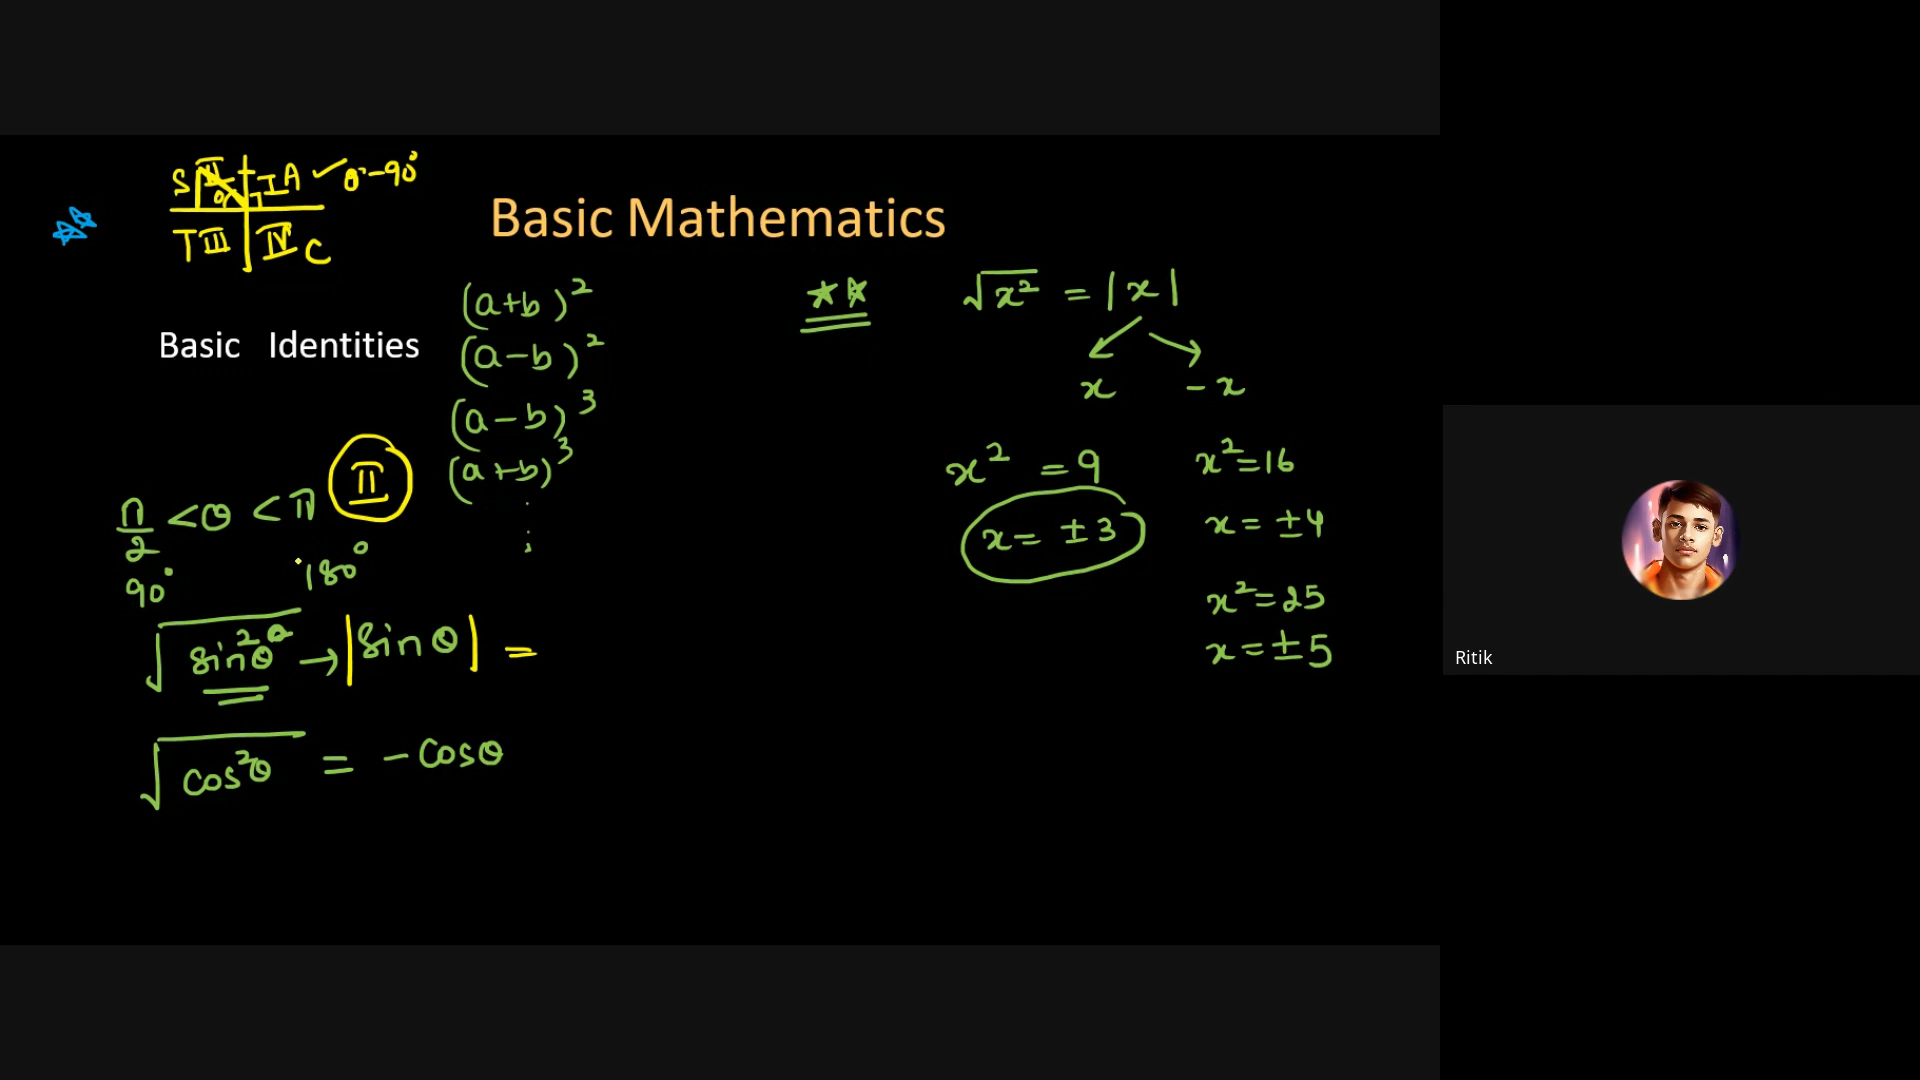 S II I A ✓ 0°-90°
T III IV C
Basic Mathematics
(a+b)²
Basic Identities
(a-b)²
(a-b)³
(a+b)³
π/2 < θ < π II
90° 180°
√sin²θ → |sin θ| =
√cos²θ = - cosθ
√x² = |x|
x - x
x² = 9
x = ±3
x² = 16
x = ±4
x² = 25
x = ±5
Ritik